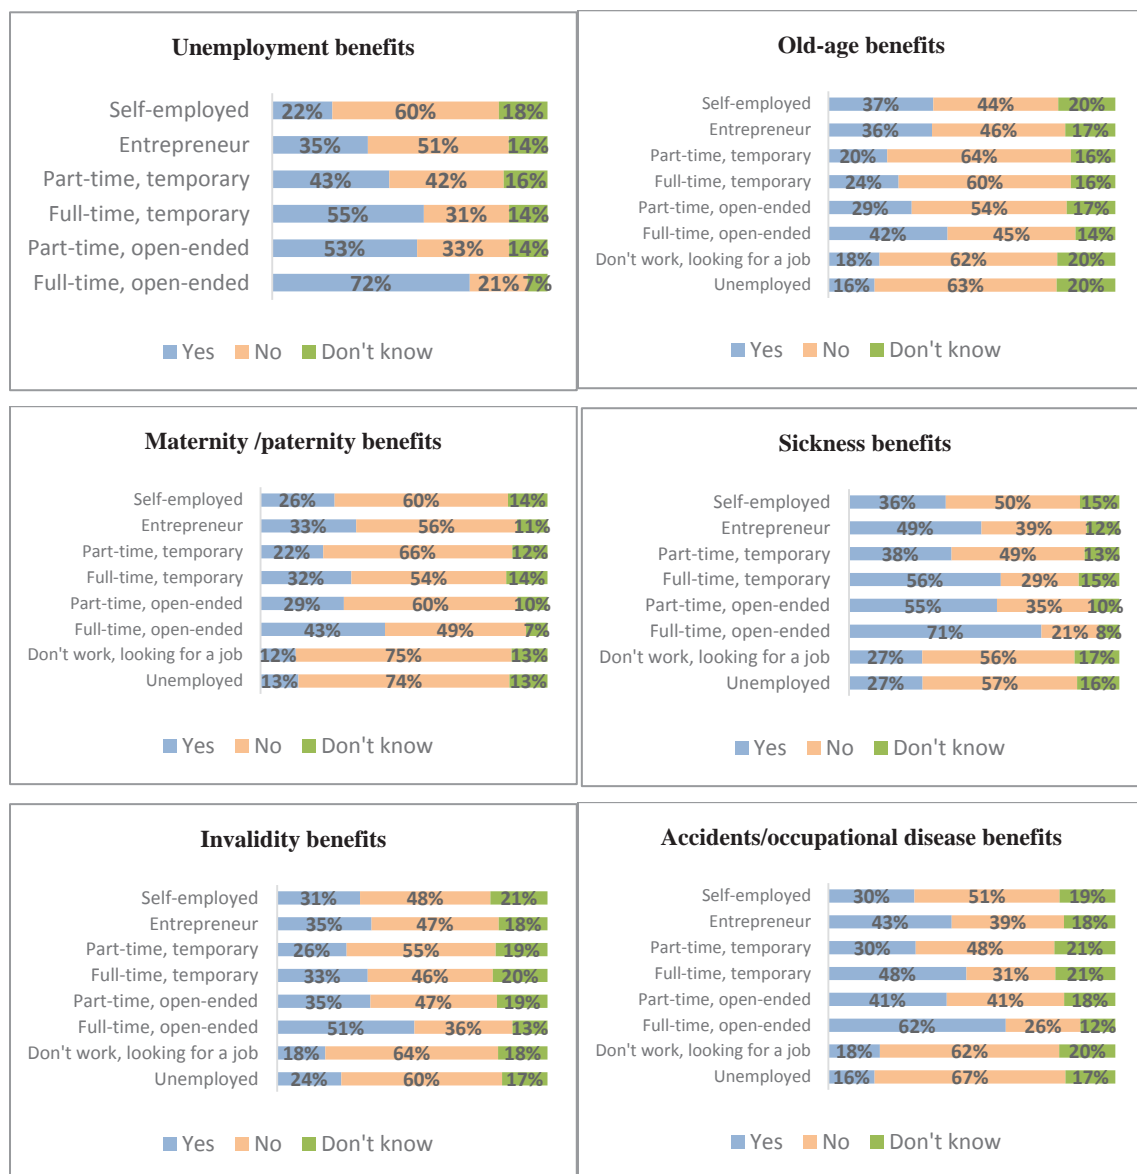 Unemployment benefits
Self-employed 22% 60% 18%
Entrepreneur 35% 51% 14%
Part-time, temporary 43% 42% 16%
Full-time, temporary 55% 31% 14%
Part-time, open-ended 53% 33% 14%
Full-time, open-ended 72% 21% 7%
Yes No Don't know
Old-age benefits
Self-employed 37% 44% 20%
Entrepreneur 36% 46% 17%
Part-time, temporary 20% 64% 16%
Full-time, temporary 24% 60% 16%
Part-time, open-ended 29% 54% 17%
Full-time, open-ended 42% 45% 14%
Don't work, looking for a job 18% 62% 20%
Unemployed 16% 63% 20%
Yes No Don't know
Maternity /paternity benefits
Self-employed 26% 60% 14%
Entrepreneur 33% 56% 11%
Part-time, temporary 22% 66% 12%
Full-time, temporary 32% 54% 14%
Part-time, open-ended 29% 60% 10%
Full-time, open-ended 43% 49% 7%
Don't work, looking for a job 12% 75% 13%
Unemployed 13% 74% 13%
Yes No Don't know
Sickness benefits
Self-employed 36% 50% 15%
Entrepreneur 49% 39% 12%
Part-time, temporary 38% 49% 13%
Full-time, temporary 56% 29% 15%
Part-time, open-ended 55% 35% 10%
Full-time, open-ended 71% 21% 8%
Don't work, looking for a job 27% 56% 17%
Unemployed 27% 57% 16%
Yes No Don't know
Invalidity benefits
Self-employed 31% 48% 21%
Entrepreneur 35% 47% 18%
Part-time, temporary 26% 55% 19%
Full-time, temporary 33% 46% 20%
Part-time, open-ended 35% 47% 19%
Full-time, open-ended 51% 36% 13%
Don't work, looking for a job 18% 64% 18%
Unemployed 24% 60% 17%
Yes No Don't know
Accidents/occupational disease benefits
Self-employed 30% 51% 19%
Entrepreneur 43% 39% 18%
Part-time, temporary 30% 48% 21%
Full-time, temporary 48% 31% 21%
Part-time, open-ended 41% 41% 18%
Full-time, open-ended 62% 26% 12%
Don't work, looking for a job 18% 62% 20%
Unemployed 16% 67% 17%
Yes No Don't know